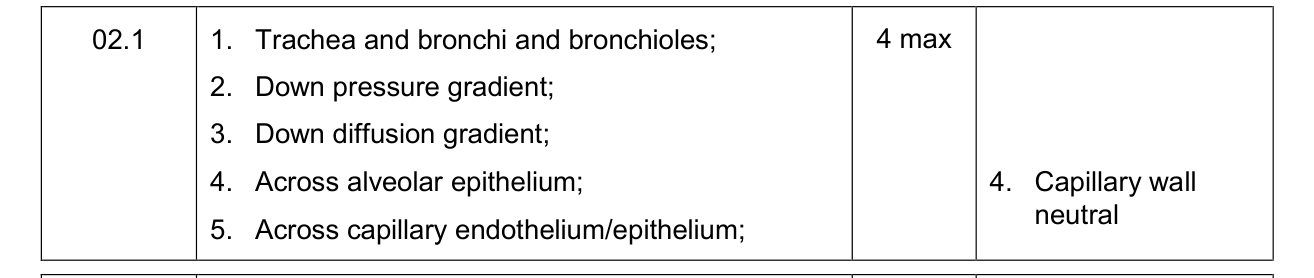 02.1
1. Trachea and bronchi and bronchioles;
2. Down pressure gradient;
3. Down diffusion gradient;
4. Across alveolar epithelium;
5. Across capillary endothelium/epithelium;
4 max
4. Capillary wall
neutral